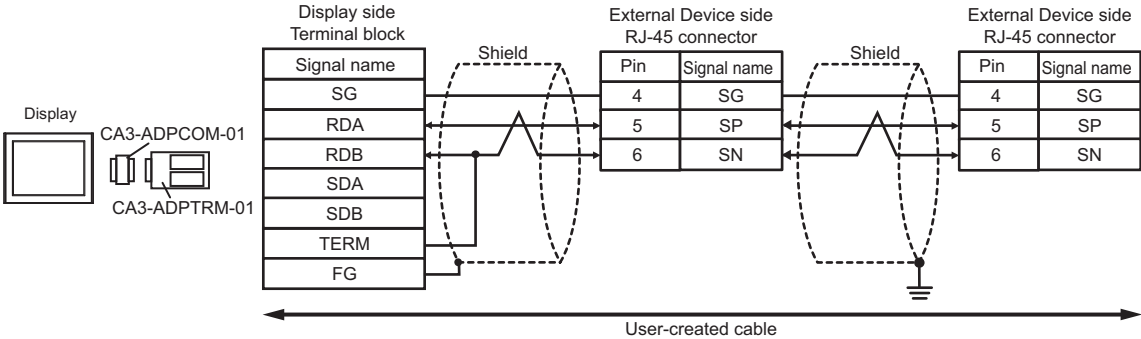 Display side
Terminal block
External Device side
RJ-45 connector
External Device side
RJ-45 connector
Signal name
Shield
Pin Signal name
Shield
Pin Signal name
SG
4 SG
4 SG
Display
RDA
5 SP
5 SP
CA3-ADPCOM-01
RDB
6 SN
6 SN
SDA
CA3-ADPTRM-01
SDB
TERM
FG
User-created cable